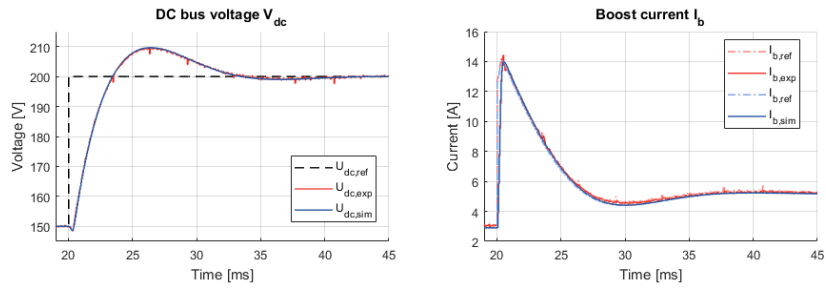 DC bus voltage V_dc
210
200
190
180
170
160
150
Voltage [V]
20
25
30
35
40
45
Time [ms]
U_dc,ref
U_dc,exp
U_dc,sim
Boost current I_b
16
14
12
10
8
6
4
2
Current [A]
20
25
30
35
40
45
Time [ms]
I_b,ref
I_b,exp
I_b,ref
I_b,sim